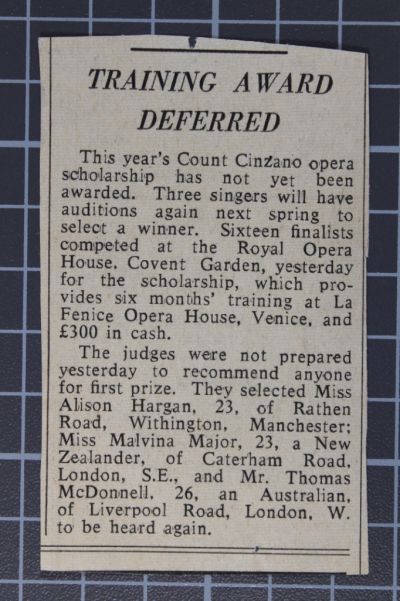 TRAINING AWARD
DEFERRED
This year's Count Cinzano opera
scholarship has not yet been
awarded. Three singers will have
auditions again next spring to
select a winner. Sixteen finalists
competed at the Royal Opera
House, Covent Garden, yesterday
for the scholarship, which pro-
vides six months' training at La
Fenice Opera House, Venice, and
£300 in cash.
The judges were not prepared
yesterday to recommend anyone
for first prize. They selected Miss
Alison Hargan, 23, of Rathen
Road, Withington, Manchester;
Miss Malvina Major, 23, a New
Zealander, of Caterham Road,
London, S.E., and Mr. Thomas
McDonnell, 26, an Australian,
of Liverpool Road, London, W.
to be heard again.